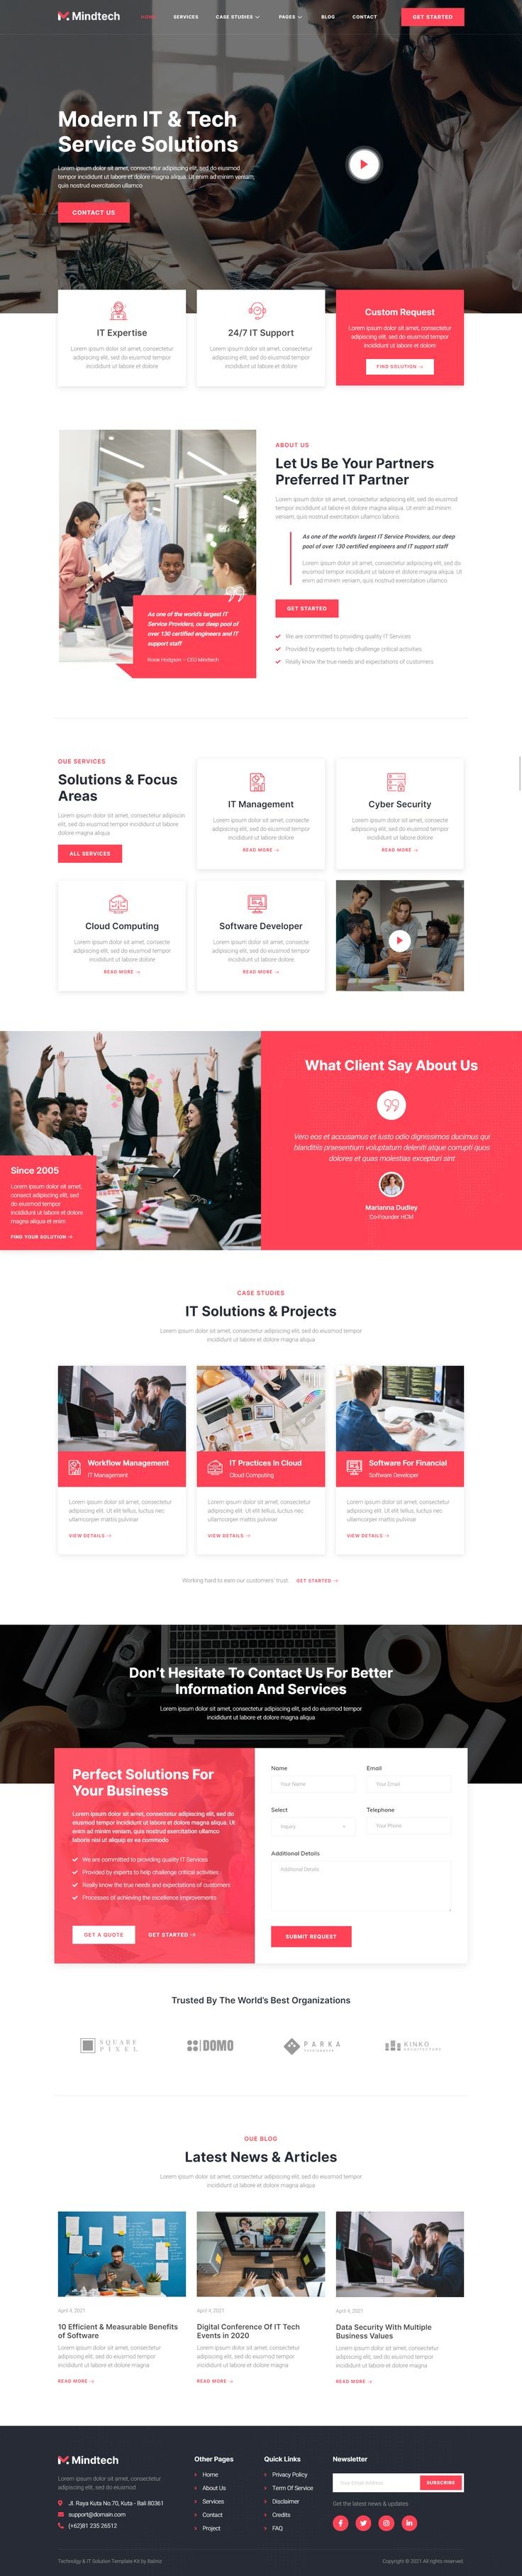 Mindtech
HOME
SERVICES
CASE STUDIES
PAGES
BLOG
CONTACT
GET STARTED
Modern IT & Tech
Service Solutions
Lorem ipsum dolor sit amet, consectetur adipiscing elit, sed do eiusmod
tempor incididunt ut labore et dolore magna aliqua. Ut enim ad minim veniam,
quis nostrud exercitation ullamco
CONTACT US
IT Expertise
Lorem ipsum dolor sit amet, consectetur
adipiscing elit, sed do eiusmod tempor
incididunt ut labore et dolore
24/7 IT Support
Lorem ipsum dolor sit amet, consectetur
adipiscing elit, sed do eiusmod tempor
incididunt ut labore et dolore
Custom Request
Lorem ipsum dolor sit amet, consectetur
adipiscing elit, sed do eiusmod tempor
incididunt ut labore et dolore
FIND SOLUTION
As one of the world's largest IT
Service Providers, our deep pool of
over 130 certified engineers and IT
support staff
Rosie Hodgson – CEO Mindtech
ABOUT US
Let Us Be Your Partners
Preferred IT Partner
Lorem ipsum dolor sit amet, consectetur adipiscing elit, sed do eiusmod
tempor incididunt ut labore et dolore magna aliqua. Ut enim ad minim
veniam, quis nostrud exercitation ullamco laboris.
As one of the world's largest IT Service Providers, our deep
pool of over 130 certified engineers and IT support staff
Lorem ipsum dolor sit amet, consectetur adipiscing elit, sed do
eiusmod tempor incididunt ut labore et dolore magna aliqua. Ut
enim ad minim veniam, quis nostrud exercitation ullamco
GET STARTED
We are committed to providing quality IT Services
Provided by experts to help challenge critical activities
Really know the true needs and expectations of customers
OUE SERVICES
Solutions & Focus
Areas
Lorem ipsum dolor sit amet, consectetur adipiscing
elit, sed do eiusmod tempor incididunt ut labore
dolore magna aliqua
ALL SERVICES
IT Management
Lorem ipsum dolor sit amet, consecte
adipiscing elit, sed do eiusmod tempor
incididunt ut labore dolore
READ MORE
Cyber Security
Lorem ipsum dolor sit amet, consecte
adipiscing elit, sed do eiusmod tempor
incididunt ut labore dolore
READ MORE
Cloud Computing
Lorem ipsum dolor sit amet, consecte
adipiscing elit, sed do eiusmod tempor
incididunt ut labore dolore
READ MORE
Software Developer
Lorem ipsum dolor sit amet, consecte
adipiscing elit, sed do eiusmod tempor
incididunt ut labore dolore
READ MORE
Since 2005
Lorem ipsum dolor sit amet,
consect adipiscing elit, sed
do eiusmod tempor
incididunt ut labore et dolore
magna aliqua et enim
FIND YOUR SOLUTION
What Client Say About Us
Vero eos et accusamus et iusto odio dignissimos ducimus qui
blanditiis praesentium voluptatum deleniti atque corrupti quos
dolores et quas molestias excepturi sint
Marianna Dudley
Co-Founder HCM
CASE STUDIES
IT Solutions & Projects
Lorem ipsum dolor sit amet, consectetur adipiscing elit, sed do eiusmod tempor
incididunt ut labore et dolore magna aliqua
Workflow Management
IT Management
Lorem ipsum dolor sit amet, consectetur
adipiscing elit. Ut elit tellus, luctus nec
ullamcorper mattis pulvinar
VIEW DETAILS
IT Practices In Cloud
Cloud Computing
Lorem ipsum dolor sit amet, consectetur
adipiscing elit. Ut elit tellus, luctus nec
ullamcorper mattis pulvinar
VIEW DETAILS
Software For Financial
Software Developer
Lorem ipsum dolor sit amet, consectetur
adipiscing elit. Ut elit tellus, luctus nec
ullamcorper mattis pulvinar
VIEW DETAILS
Working hard to earn our customers' trust
GET STARTED
Don't Hesitate To Contact Us For Better
Information And Services
Lorem ipsum dolor sit amet, consectetur adipiscing elit, sed do eiusmod tempor
incididunt ut labore et dolore magna aliqua
Perfect Solutions For
Your Business
Lorem ipsum dolor sit amet, consectetur adipiscing elit, sed do
eiusmod tempor incididunt ut labore et dolore magna aliqua. Ut
enim ad minim veniam, quis nostrud exercitation ullamco
laboris nisi ut aliquip ex ea commodo
We are committed to providing quality IT Services
Provided by experts to help challenge critical activities
Really know the true needs and expectations of customers
Processes of achieving the excellence improvements
GET A QUOTE
GET STARTED
Name
Your Name
Email
Your Email
Select
Inquiry
Telephone
Your Phone
Additional Details
Additional Details
SUBMIT REQUEST
Trusted By The World's Best Organizations
SQUARE
PIXEL
DOMO
PARKA
KINKO
ARCHITECTURE
OUE BLOG
Latest News & Articles
Lorem ipsum dolor sit amet, consectetur adipiscing elit, sed do eiusmod tempor
incididunt ut labore et dolore magna aliqua
April 4, 2021
10 Efficient & Measurable Benefits
of Software
Lorem ipsum dolor sit amet, consectetur
adipiscing elit, sed do eiusmod tempor
incididunt ut labore et dolore magna
READ MORE
April 4, 2021
Digital Conference Of IT Tech
Events in 2020
Lorem ipsum dolor sit amet, consectetur
adipiscing elit, sed do eiusmod tempor
incididunt ut labore et dolore magna
READ MORE
April 4, 2021
Data Security With Multiple
Business Values
Lorem ipsum dolor sit amet, consectetur
adipiscing elit, sed do eiusmod tempor
incididunt ut labore et dolore magna
READ MORE
Mindtech
Lorem ipsum dolor sit amet, consectetur
adipiscing elit, sed do eiusmod
Jl. Raya Kuta No.70, Kuta - Bali 80361
support@domain.com
(+62)81 235 26512
Other Pages
Home
About Us
Services
Contact
Project
Quick Links
Privacy Policy
Term Of Service
Disclaimer
Credits
FAQ
Newsletter
Your Email Address
SUBSCRIBE
Get the latest news & updates
Technology & IT Solution Template Kit by Baliniz
Copyright © 2021 All rights reserved.